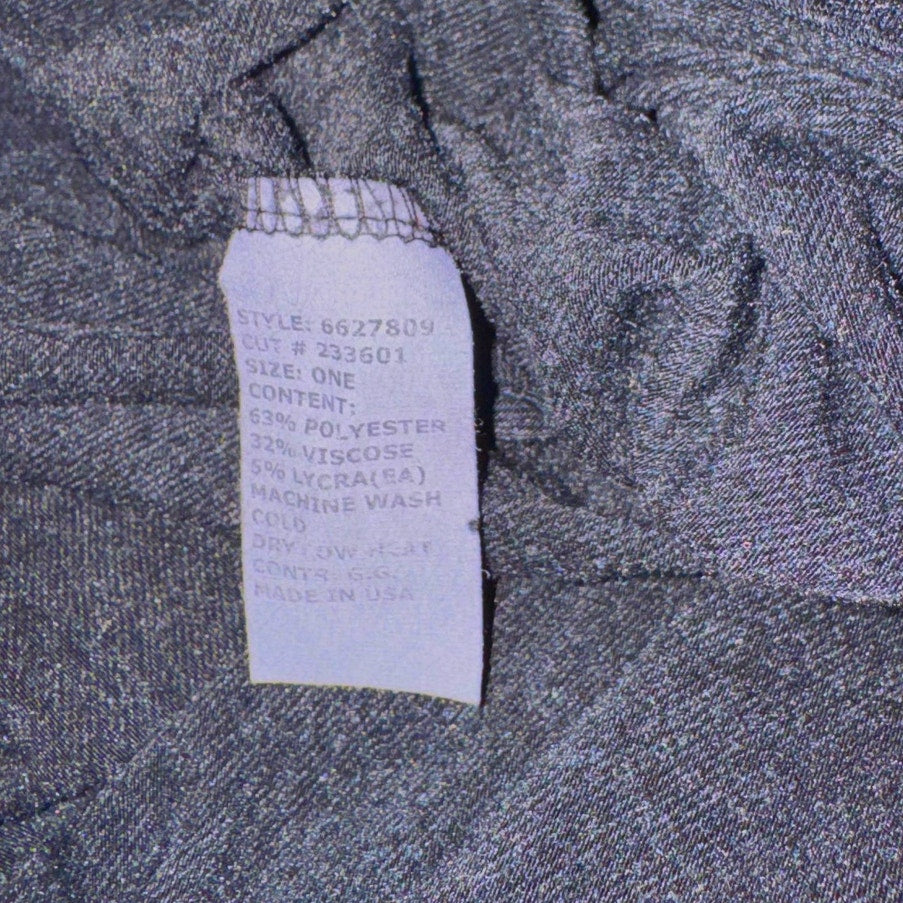 STYLE: 6627809
CUT # 233601
SIZE: ONE
CONTENT:
63% POLYESTER
32% VISCOSE
5% LYCRA(EA)
MACHINE WASH
COLD
DRY LOW HEAT
CONTR: G.G.
MADE IN USA